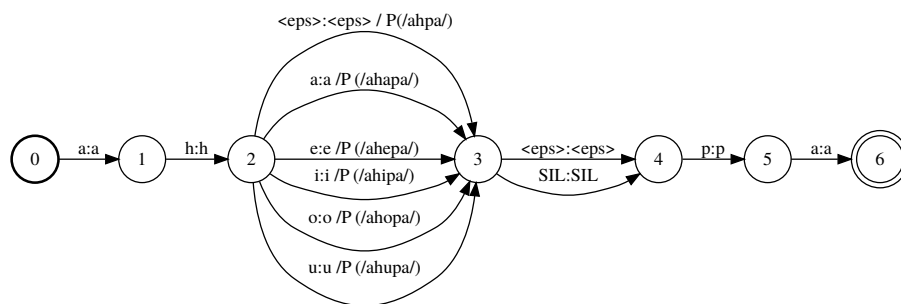 <eps>:<eps> / P(/ahpa/)
a:a /P (/ahapa/)
0 a:a 1 h:h 2 e:e /P (/ahepa/) 3 <eps>:<eps> 4 p:p 5 a:a 6
i:i /P (/ahipa/) SIL:SIL
o:o /P (/ahopa/)
u:u /P (/ahupa/)